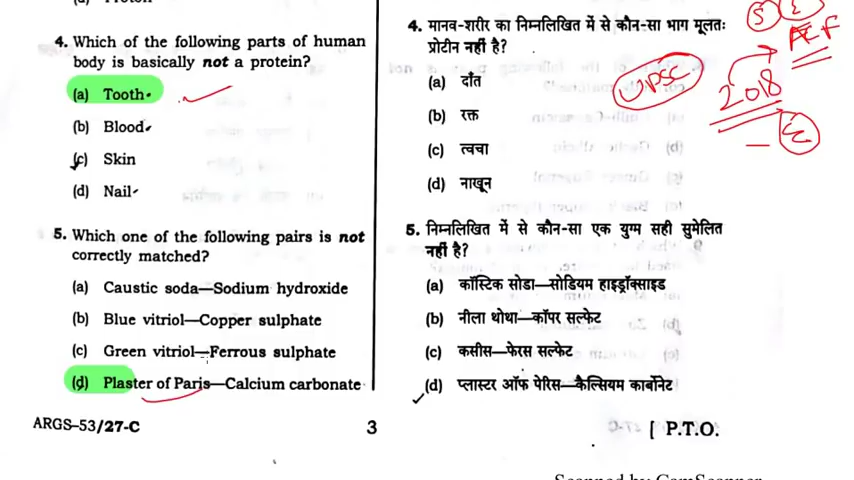 4. Which of the following parts of human
body is basically not a protein?
(a) Tooth
(b) Blood
(c) Skin
(d) Nail
5. Which one of the following pairs is not
correctly matched?
(a) Caustic soda—Sodium hydroxide
(b) Blue vitriol—Copper sulphate
(c) Green vitriol—Ferrous sulphate
(d) Plaster of Paris—Calcium carbonate
ARGS–53/27–C
4. मानव-शरीर का निम्नलिखित में से कौन-सा भाग मूलतः
प्रोटीन नहीं है?
(a) दाँत
(b) रक्त
(c) त्वचा
(d) नाखून
UPSC
2018
5. निम्नलिखित में से कौन-सा एक युग्म सही सुमेलित
नहीं है?
(a) कॉस्टिक सोडा—सोडियम हाइड्रॉक्साइड
(b) नीला थोथा—कॉपर सल्फेट
(c) कसीस—फेरस सल्फेट
(d) प्लास्टर ऑफ पेरिस—कैल्सियम कार्बोनेट
3
[ P.T.O.